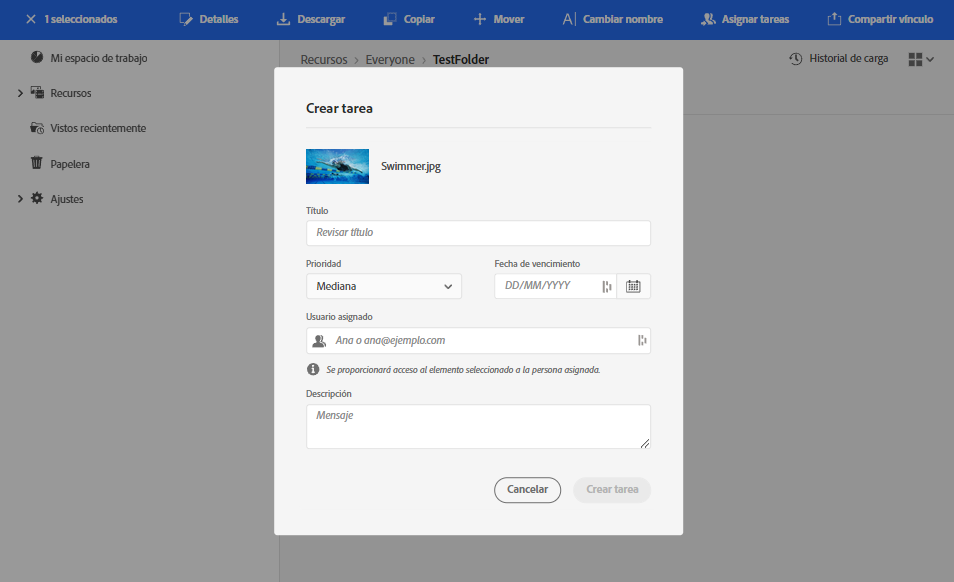 1 seleccionados Detalles Descargar Copiar Mover Cambiar nombre Asignar tareas Compartir vínculo
Mi espacio de trabajo
Recursos
Vistos recientemente
Papelera
Ajustes
Recursos > Everyone > TestFolder
Historial de carga
Crear tarea
Swimmer.jpg
Título
Revisar título
Prioridad Fecha de vencimiento
Mediana DD/MM/YYYY
Usuario asignado
Ana o ana@ejemplo.com
Se proporcionará acceso al elemento seleccionado a la persona asignada.
Descripción
Mensaje
Cancelar Crear tarea